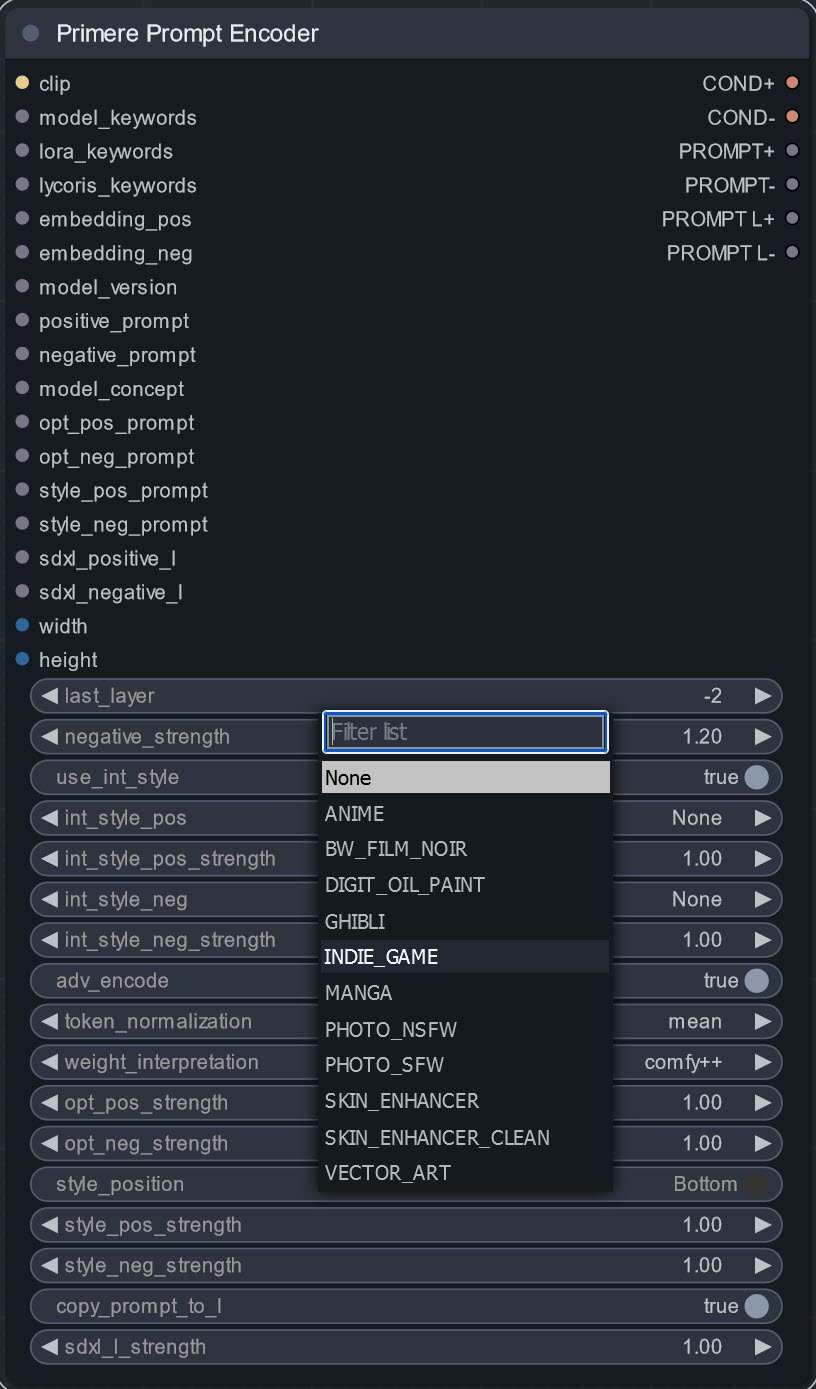 Primere Prompt Encoder
clip COND+
model_keywords COND-
lora_keywords PROMPT+
lycoris_keywords PROMPT-
embedding_pos PROMPT L+
embedding_neg PROMPT L-
model_version
positive_prompt
negative_prompt
model_concept
opt_pos_prompt
opt_neg_prompt
style_pos_prompt
style_neg_prompt
sdxl_positive_l
sdxl_negative_l
width
height
last_layer -2
negative_strength 1.20
use_int_style true
int_style_pos None
int_style_pos_strength 1.00
int_style_neg None
int_style_neg_strength 1.00
adv_encode true
token_normalization mean
weight_interpretation comfy++
opt_pos_strength 1.00
opt_neg_strength 1.00
style_position Bottom
style_pos_strength 1.00
style_neg_strength 1.00
copy_prompt_to_l true
sdxl_l_strength 1.00
Filter list
None
ANIME
BW_FILM_NOIR
DIGIT_OIL_PAINT
GHIBLI
INDIE_GAME
MANGA
PHOTO_NSFW
PHOTO_SFW
SKIN_ENHANCER
SKIN_ENHANCER_CLEAN
VECTOR_ART